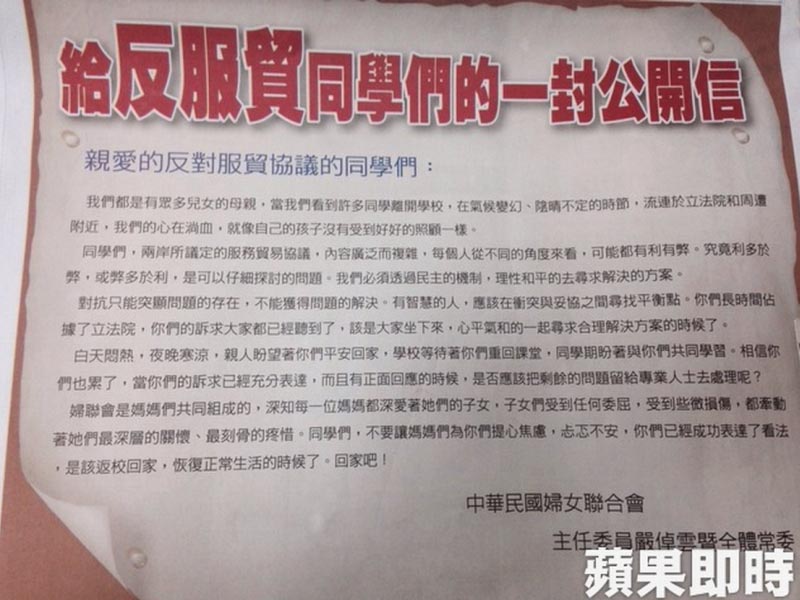 給反服貿同學們的一封公開信
親愛的反對服貿協議的同學們：
我們都是有眾多兒女的母親，當我們看到許多同學離開學校，在氣候變幻、陰晴不定的時節，流連於立法院和周遭
附近，我們的心在淌血，就像自己的孩子沒有受到好好的照顧一樣。
同學們，兩岸所議定的服務貿易協議，內容廣泛而複雜，每個人從不同的角度來看，可能都有利有弊。究竟利多於
弊，或弊多於利，是可以仔細探討的問題。我們必須透過民主的機制，理性和平的去尋求解決的方案。
對抗只能突顯問題的存在，不能獲得問題的解決。有智慧的人，應該在衝突與妥協之間尋找平衡點。你們長時間佔
據了立法院，你們的訴求大家都已經聽到了，該是大家坐下來，心平氣和的一起尋求合理解決方案的時候了。
白天悶熱，夜晚寒涼，親人盼望著你們平安回家，學校等待著你們重回課堂，同學期盼著與你們共同學習。相信你
們也累了，當你們的訴求已經充分表達，而且有正面回應的時候，是否應該把剩餘的問題留給專業人士去處理呢？
婦聯會是媽媽們共同組成的，深知每一位媽媽都深愛著她們的子女，子女們受到任何委屈，受到些微損傷，都牽動
著她們最深層的關懷、最刻骨的疼惜。同學們，不要讓媽媽們為你們提心焦慮，忐忑不安，你們已經成功表達了看法
，是該返校回家，恢復正常生活的時候了。回家吧！
中華民國婦女聯合會
主任委員嚴倬雲暨全體常委
蘋果即時